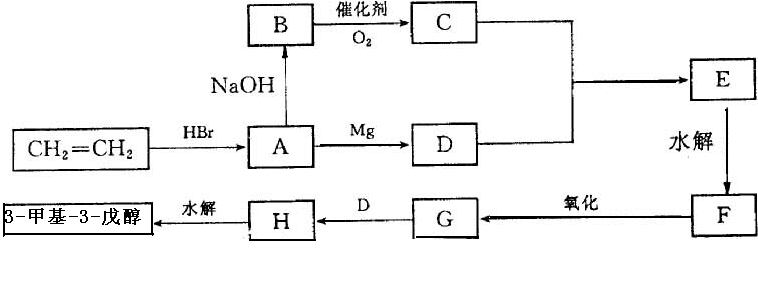 B 催化剂 O₂ C
NaOH
E
CH₂=CH₂ HBr A Mg D
水解
3-甲基-3-戊醇 水解 H D G 氧化 F